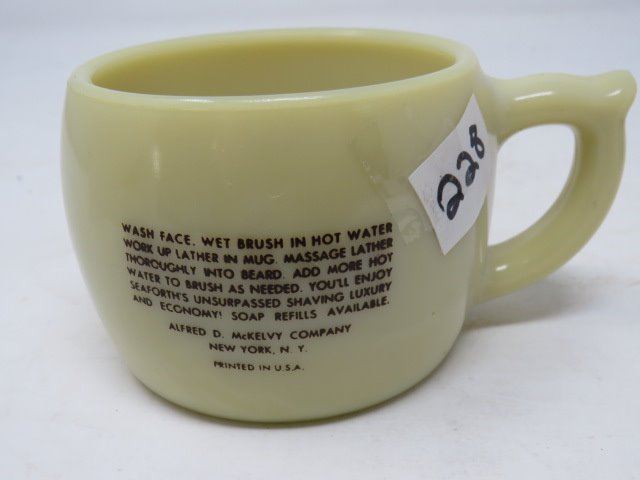 WASH FACE. WET BRUSH IN HOT WATER
WORK UP LATHER IN MUG. MASSAGE LATHER
THOROUGHLY INTO BEARD. ADD MORE HOT
WATER TO BRUSH AS NEEDED. YOU'LL ENJOY
SEAFORTH'S UNSURPASSED SHAVING LUXURY
AND ECONOMY! SOAP REFILLS AVAILABLE.
ALFRED D. McKELVY COMPANY
NEW YORK, N. Y.
PRINTED IN U.S.A.
228